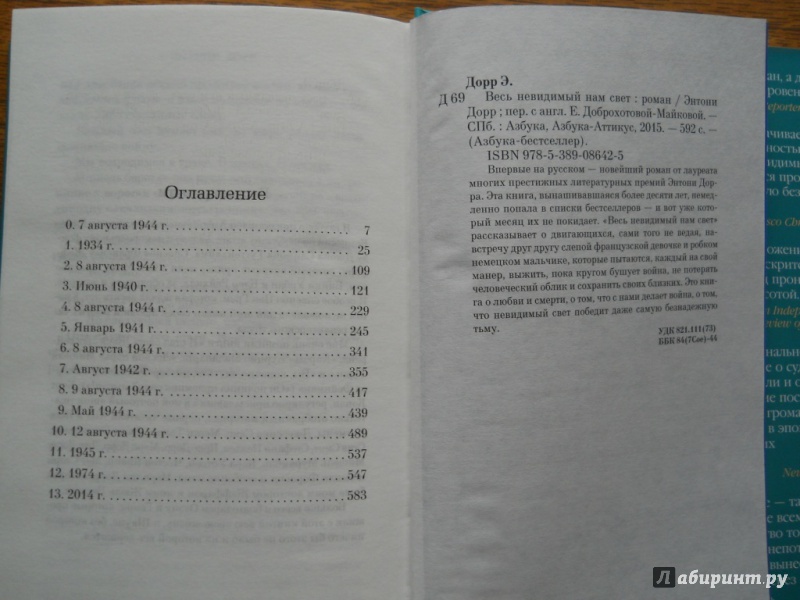 Оглавление
0. 7 августа 1944 г. 7
1. 1934 г. 25
2. 8 августа 1944 г. 109
3. Июнь 1940 г. 121
4. 8 августа 1944 г. 229
5. Январь 1941 г. 245
6. 8 августа 1944 г. 341
7. Август 1942 г. 355
8. 9 августа 1944 г. 417
9. Май 1944 г. 439
10. 12 августа 1944 г. 489
11. 1945 г. 537
12. 1974 г. 547
13. 2014 г. 583
Дорр Э.
Д 69 Весь невидимый нам свет : роман / Энтони
Дорр ; пер. с англ. Е. Доброхотовой-Майковой. —
СПб. : Азбука, Азбука-Аттикус, 2015. — 592 с. —
(Азбука-бестселлер).
ISBN 978-5-389-08642-5
Впервые на русском — новейший роман от лауреата
многих престижных литературных премий Энтони Дор-
ра. Эта книга, вынашивавшаяся более десяти лет, немед-
ленно попала в списки бестселлеров — и вот уже кото-
рый месяц их не покидает. «Весь невидимый нам свет»
рассказывает о двигающихся, сами того не ведая, на-
встречу друг другу слепой французской девочке и робком
немецком мальчике, которые пытаются, каждый на свой
манер, выжить, пока кругом бушует война, не потерять
человеческий облик и сохранить своих близких. Это кни-
га о любви и смерти, о том, что с нами делает война, о том,
что невидимый свет победит даже самую безнадежную
тьму.
УДК 821.111(73)
ББК 84(7Сое)-44
Лабиринт.ру